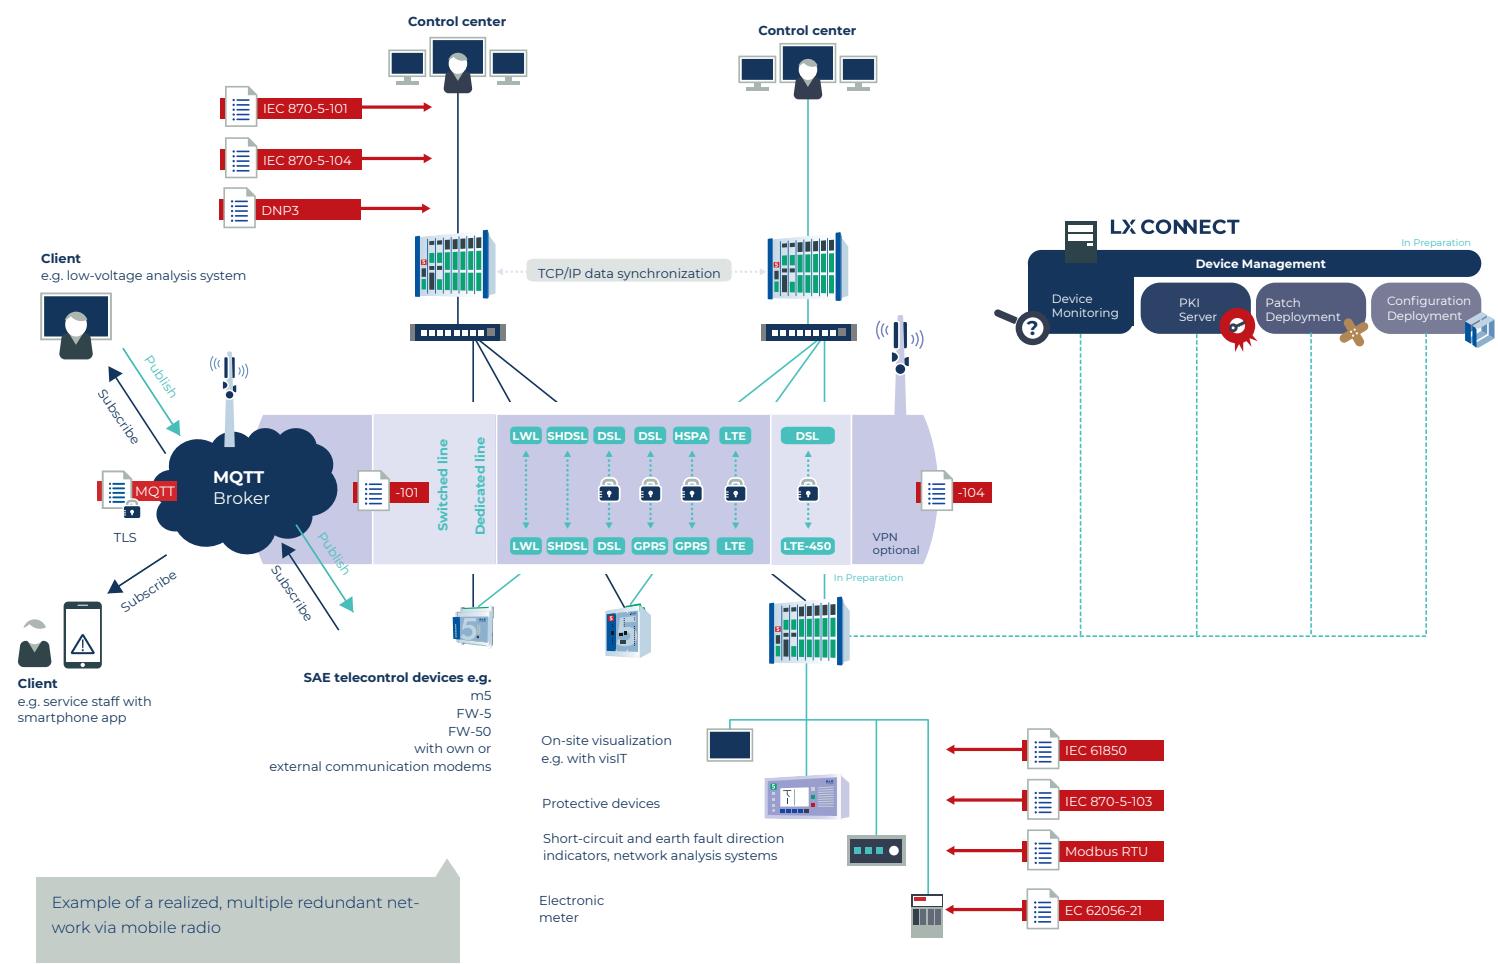 Control center
Control center
IEC 870-5-101
IEC 870-5-104
DNP3
TCP/IP data synchronization
LX CONNECT
In Preparation
Device Management
Device
Monitoring
PKI
Server
Patch
Deployment
Configuration
Deployment
?
Client
e.g. low-voltage analysis system
Publish
Subscribe
MQTT
Broker
MQTT
TLS
Publish
Subscribe
Subscribe
-101
Switched line
Dedicated line
LWL SHDSL DSL DSL HSPA LTE DSL
LWL SHDSL DSL GPRS GPRS LTE LTE-450
-104
VPN
optional
In Preparation
Client
e.g. service staff with
smartphone app
SAE telecontrol devices e.g.
m5
FW-5
FW-50
with own or
external communication modems
On-site visualization
e.g. with visIT
Protective devices
Short-circuit and earth fault direction
indicators, network analysis systems
Electronic
meter
IEC 61850
IEC 870-5-103
Modbus RTU
EC 62056-21
Example of a realized, multiple redundant net-
work via mobile radio